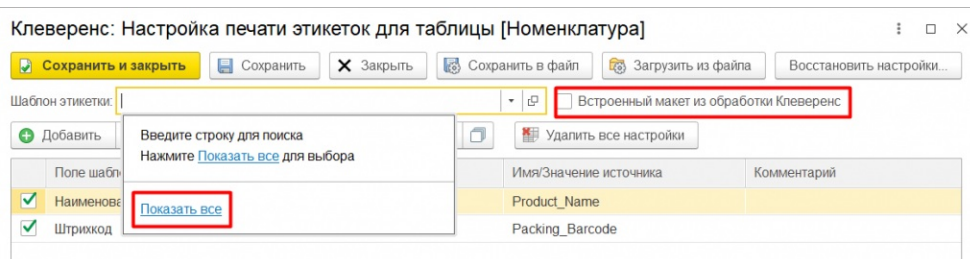 Клеверенс: Настройка печати этикеток для таблицы [Номенклатура]
Сохранить и закрыть Сохранить Закрыть Сохранить в файл Загрузить из файла Восстановить настройки...
Шаблон этикетки: Встроенный макет из обработки Клеверенс
Добавить Удалить все настройки
Введите строку для поиска
Нажмите Показать все для выбора
Показать все
Поле Имя/Значение источника Комментарий
Product_Name
Штрихкод Packing_Barcode